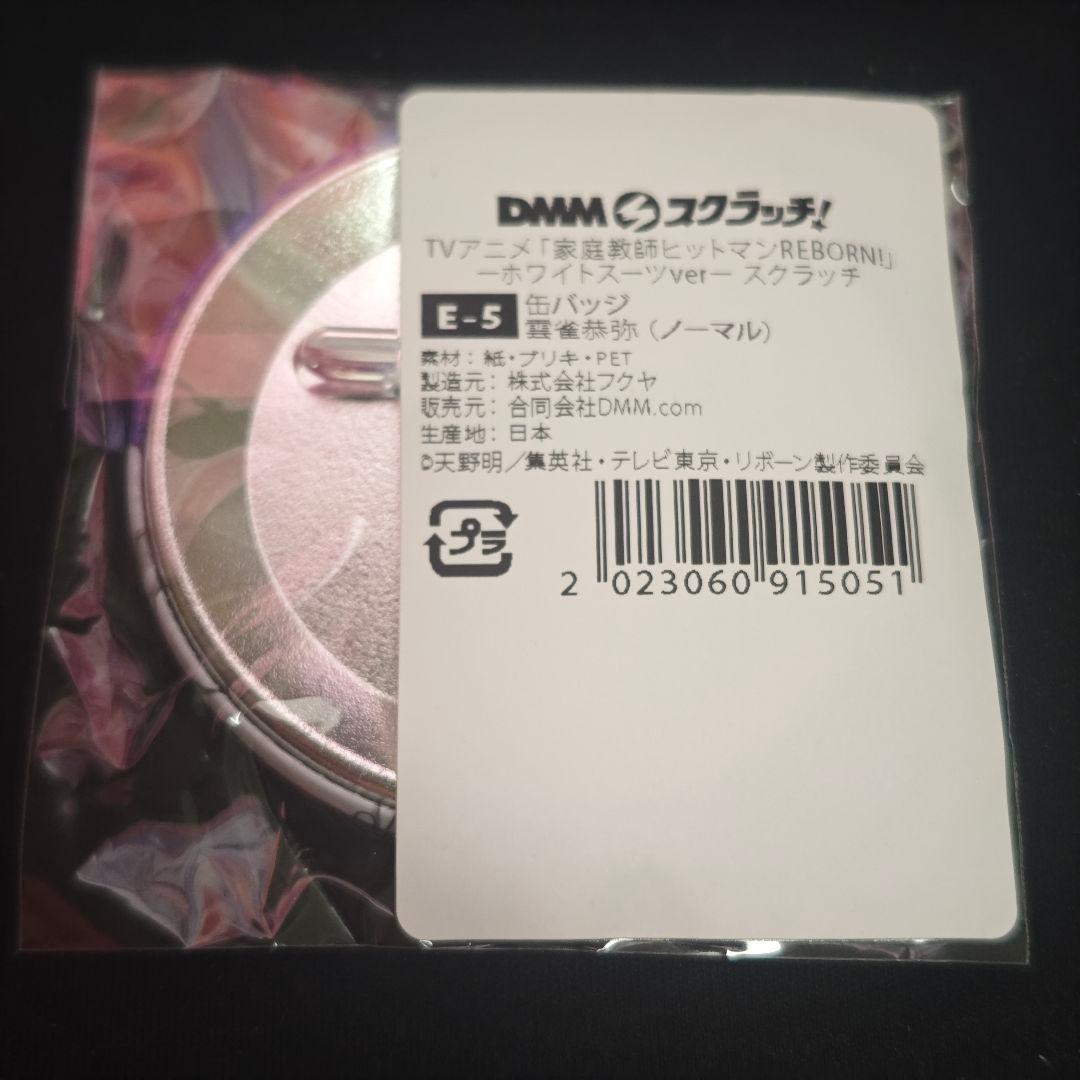 DMM スクラッチ!
TVアニメ「家庭教師ヒットマンREBORN!」
ーホワイトスーツverー スクラッチ
E-5 缶バッジ
雲雀恭弥（ノーマル）
素材：紙・ブリキ・PET
製造元：株式会社フクヤ
販売元：合同会社DMM.com
生産地：日本
©天野明／集英社・テレビ東京・リボーン製作委員会
プラ
2 023060 915051